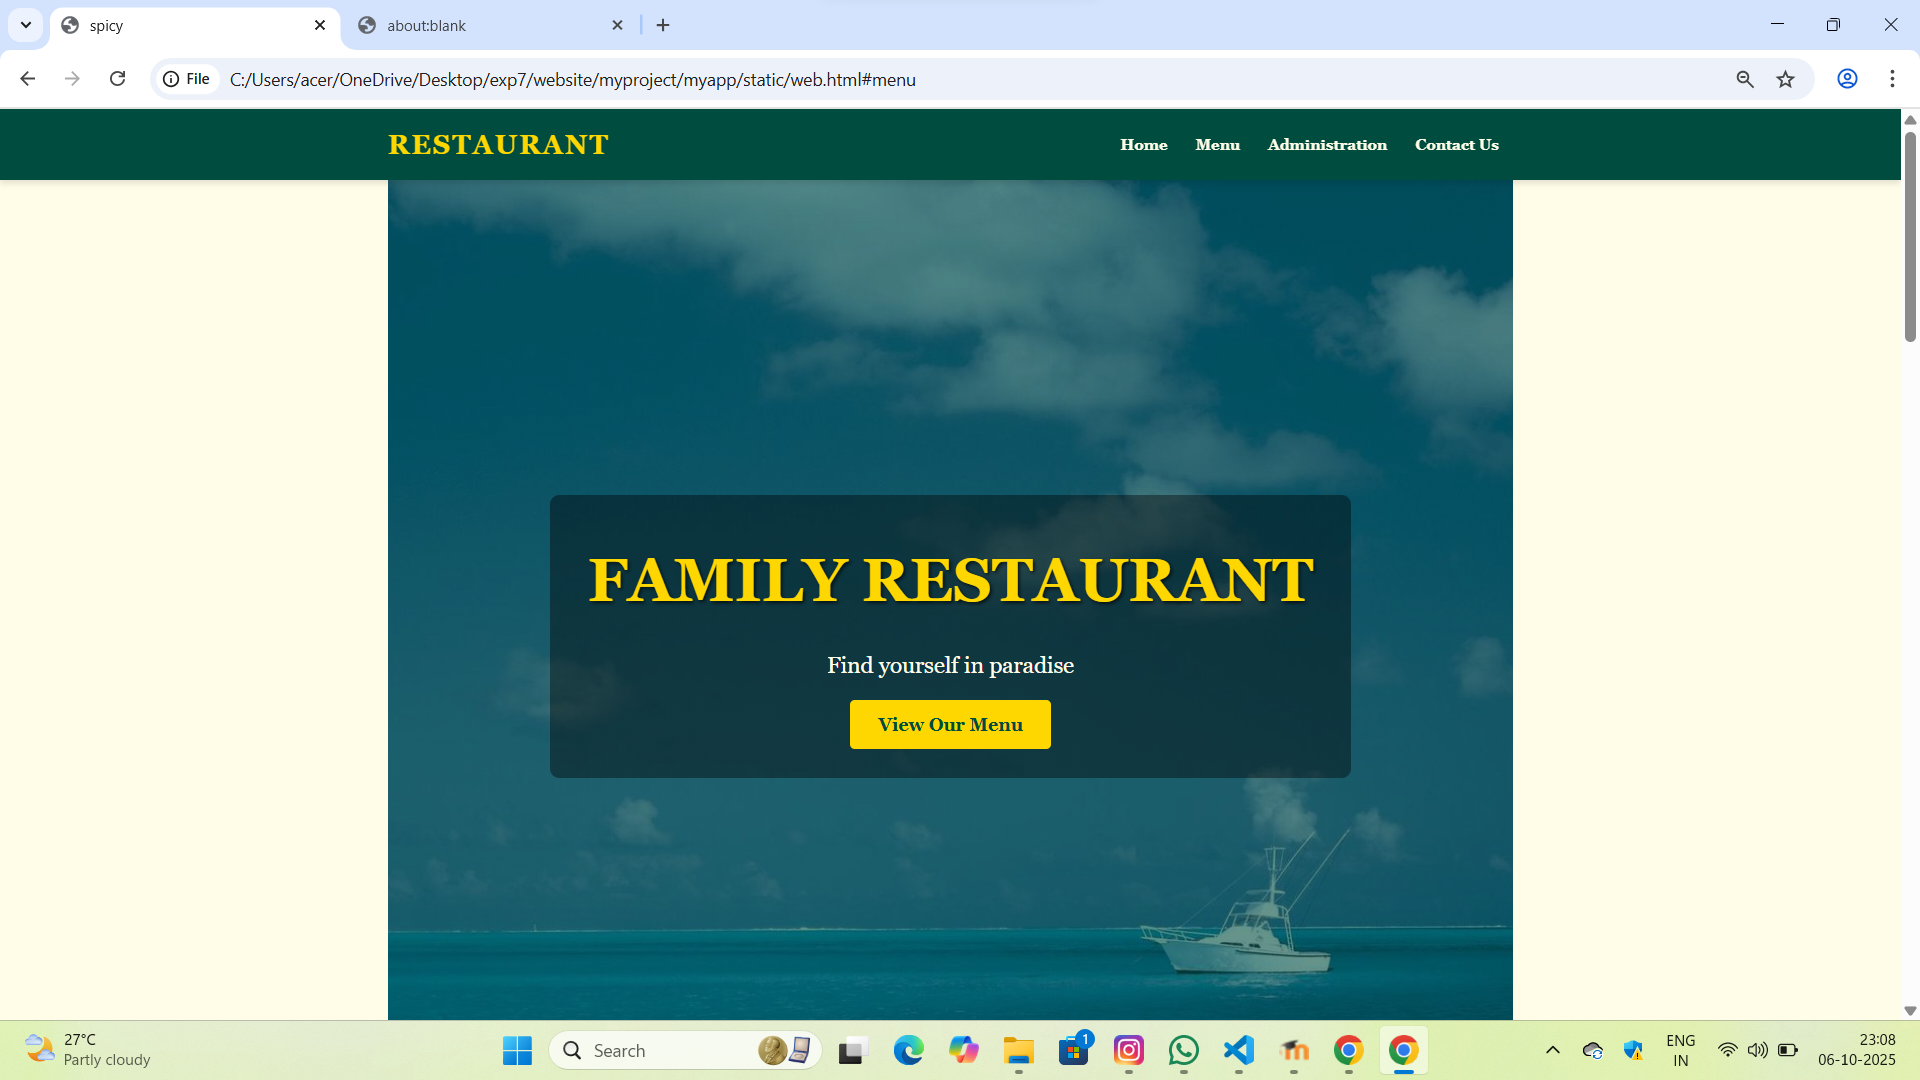 spicy
about:blank
File
C:/Users/acer/OneDrive/Desktop/exp7/website/myproject/myapp/static/web.html#menu
RESTAURANT
Home Menu Administration Contact Us
FAMILY RESTAURANT
Find yourself in paradise
View Our Menu
27°C
Partly cloudy
Search
1
ENG
IN
23:08
06-10-2025